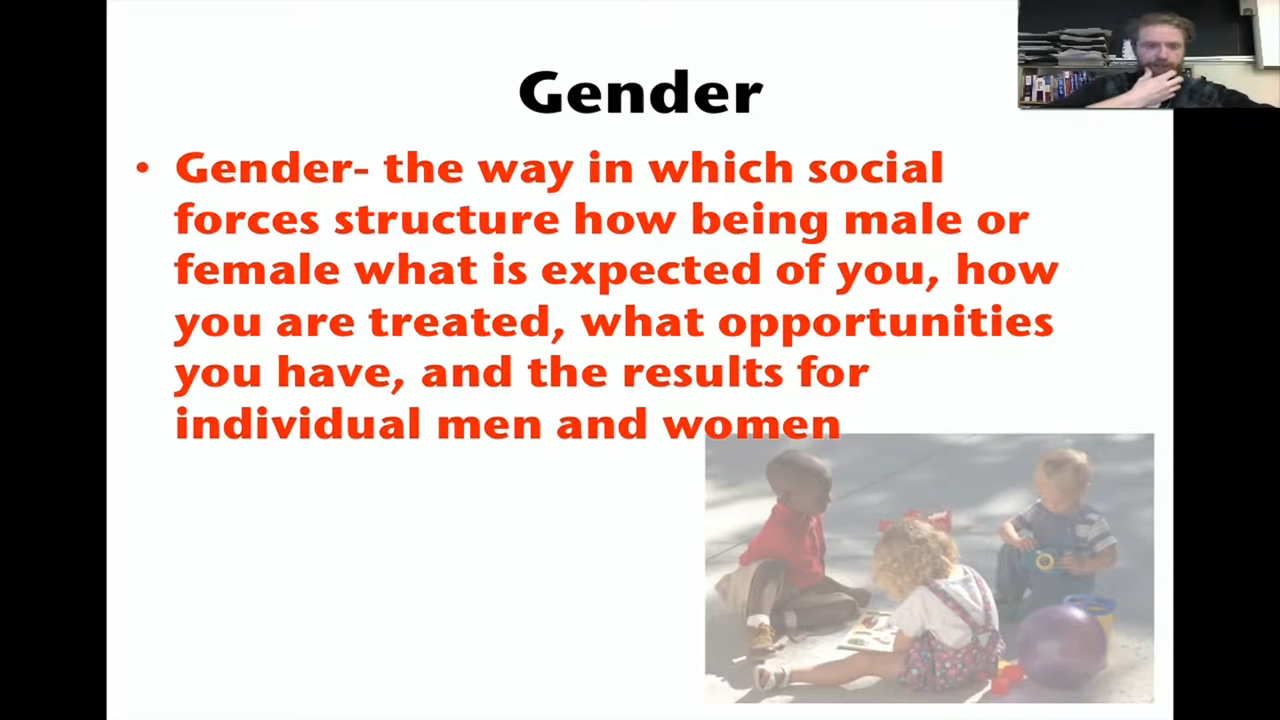 Gender
• Gender- the way in which social
forces structure how being male or
female what is expected of you, how
you are treated, what opportunities
you have, and the results for
individual men and women